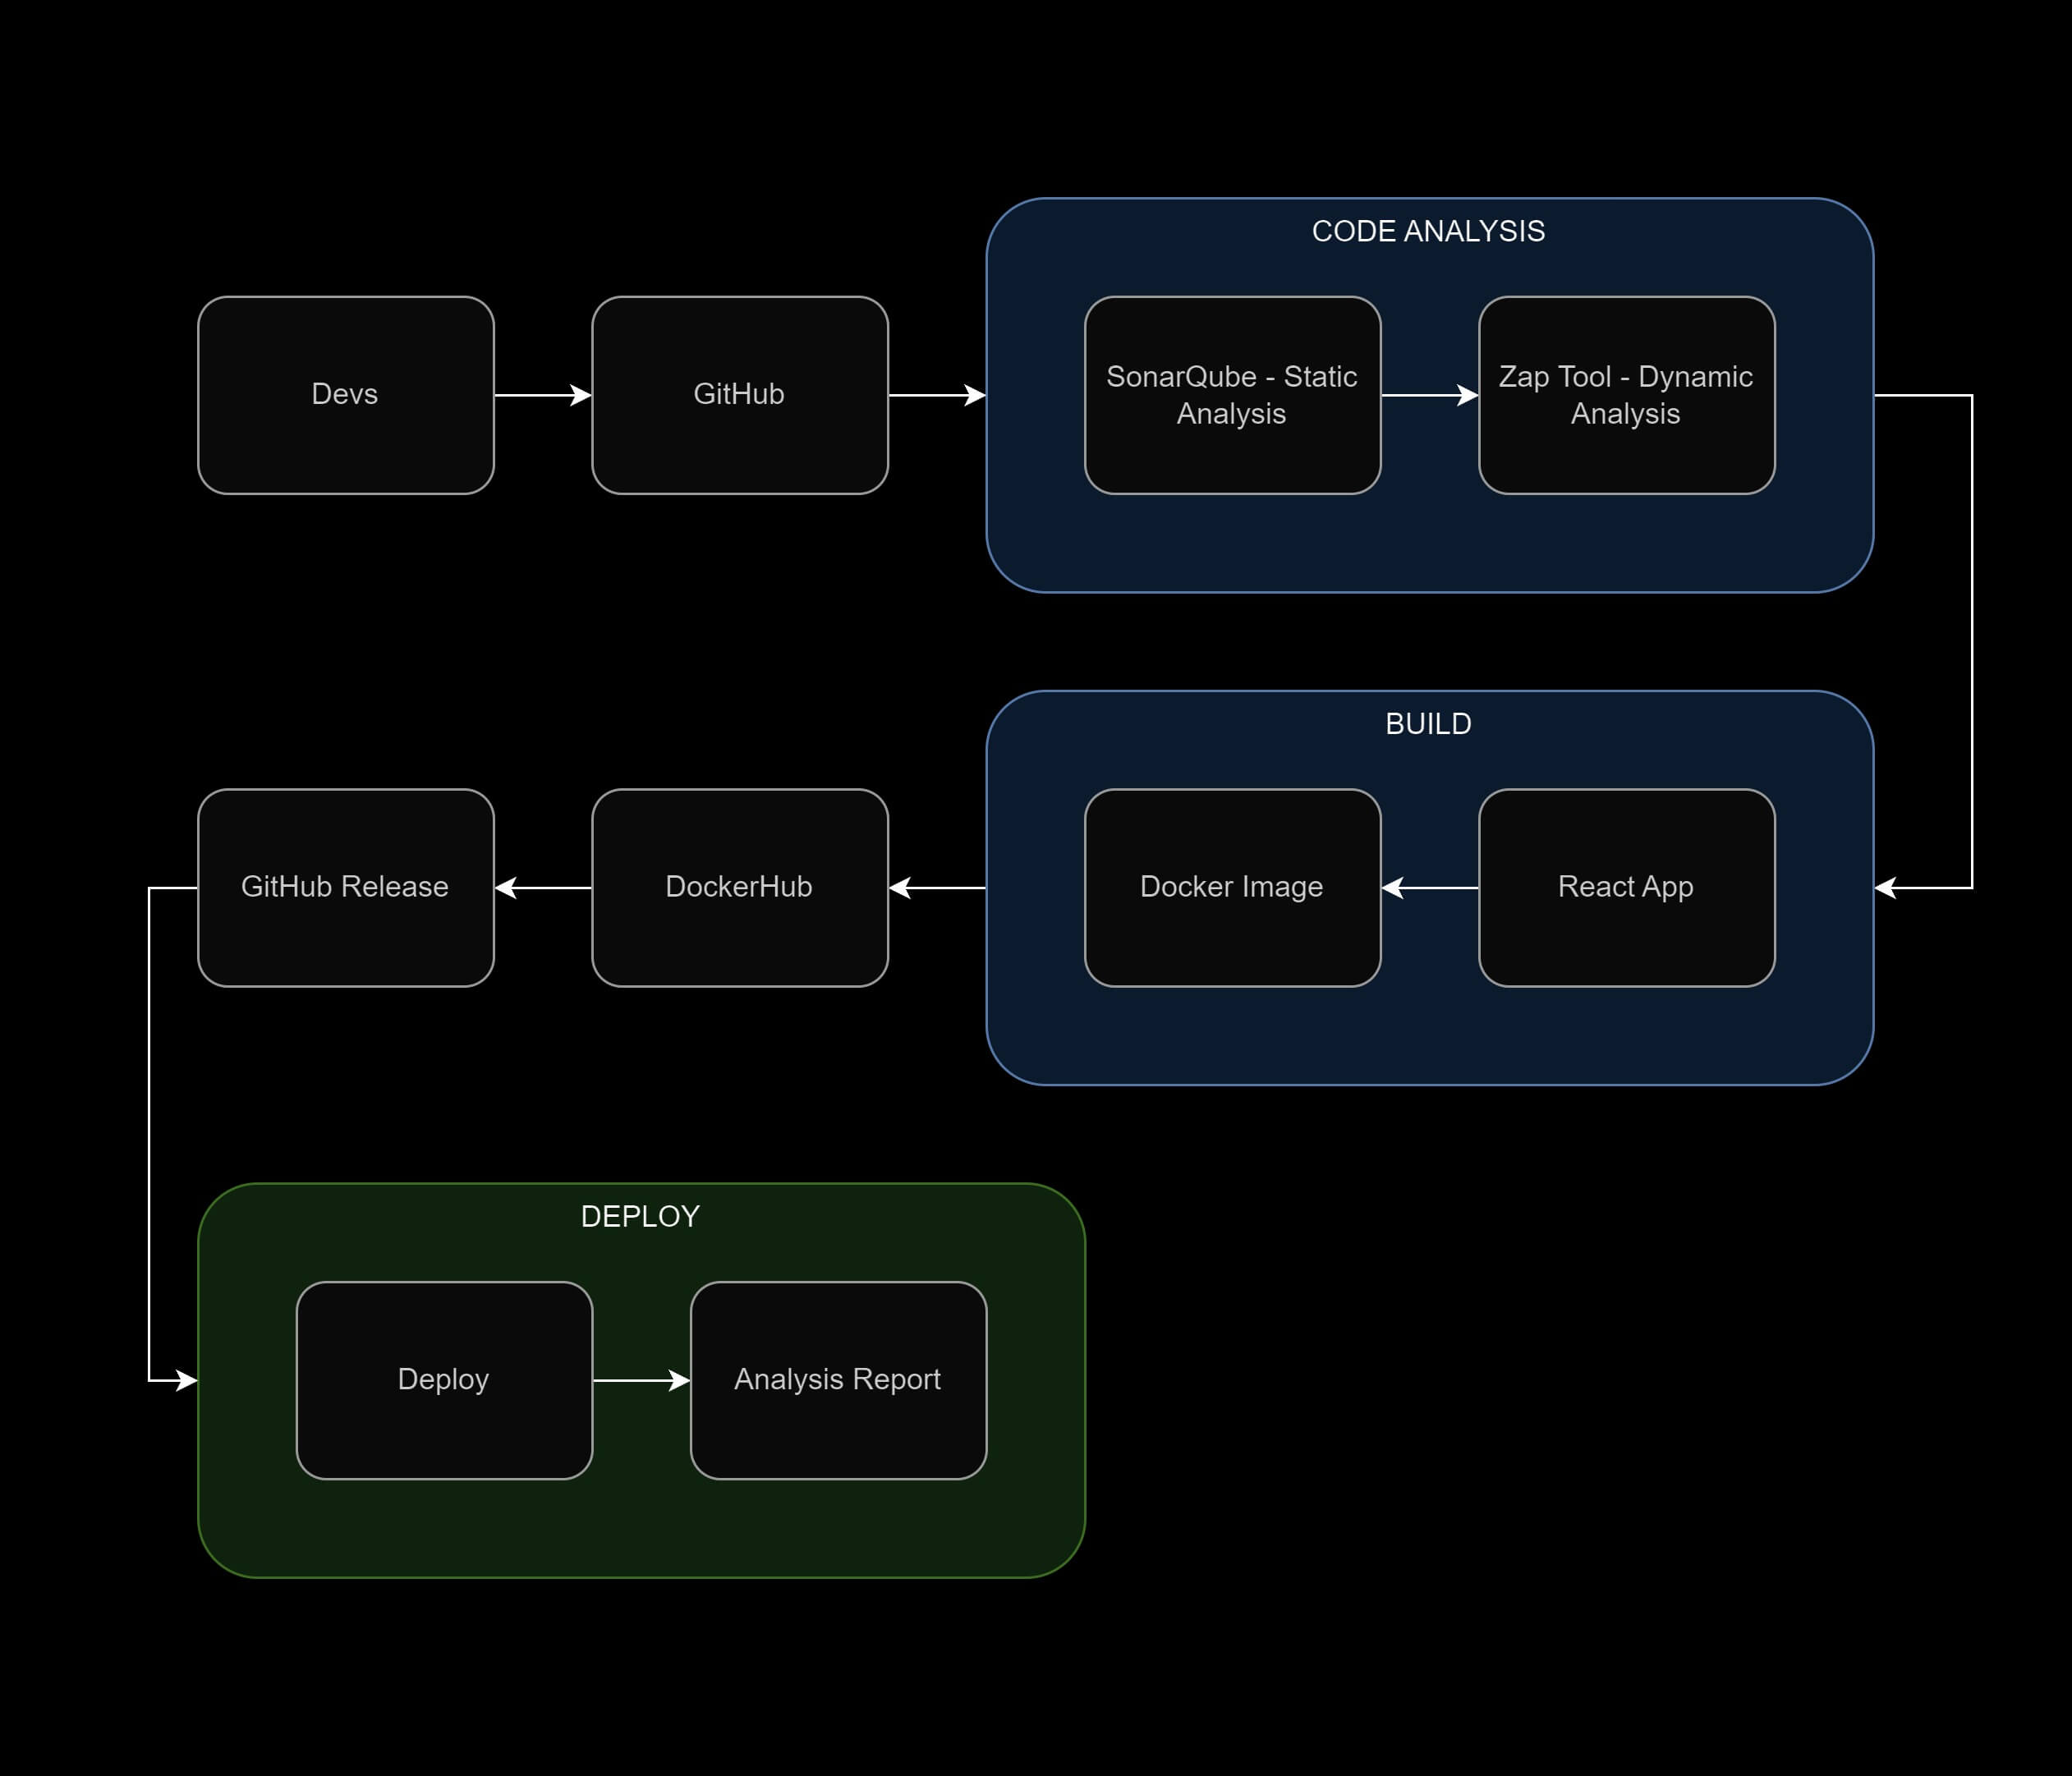 CODE ANALYSIS
Devs
GitHub
SonarQube - Static
Analysis
Zap Tool - Dynamic
Analysis
BUILD
GitHub Release
DockerHub
Docker Image
React App
DEPLOY
Deploy
Analysis Report